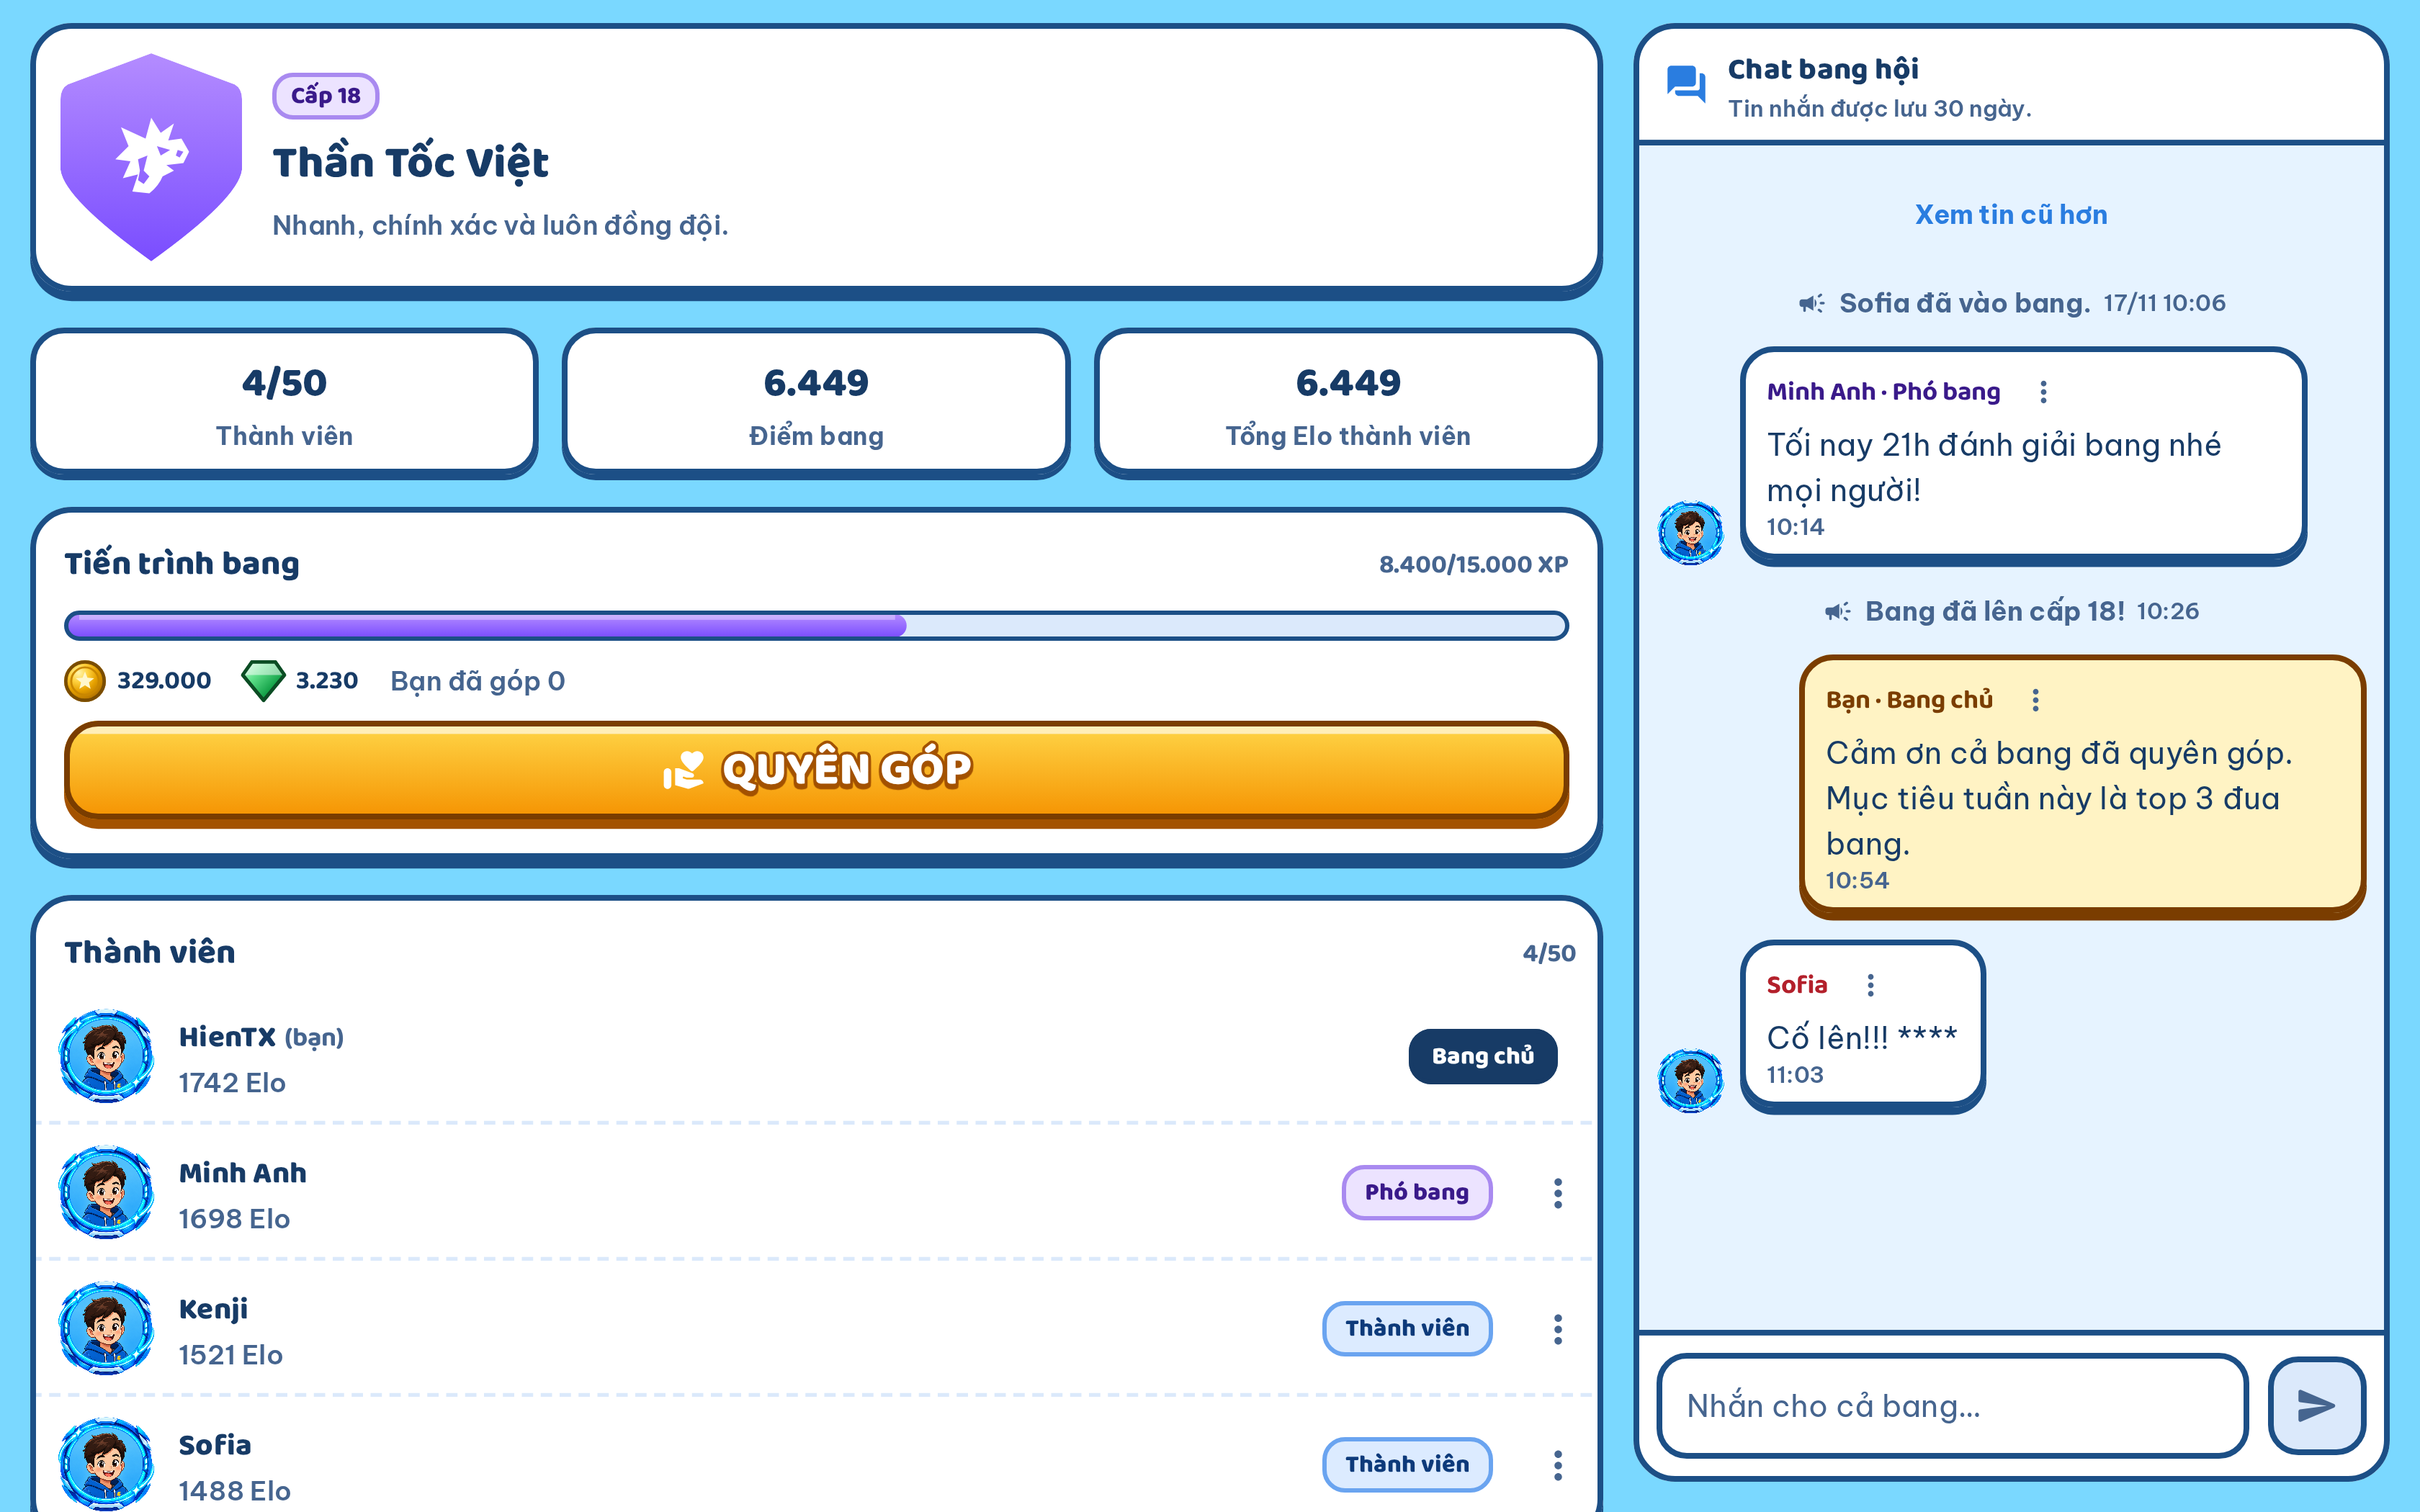 Cấp 18
Thần Tốc Việt
Nhanh, chính xác và luôn đồng đội.
4/50
Thành viên
6.449
Điểm bang
6.449
Tổng Elo thành viên
Tiến trình bang
8.400/15.000 XP
329.000
3.230
Bạn đã góp 0
QUYÊN GÓP
Thành viên
4/50
HienTX (bạn)
1742 Elo
Bang chủ
Minh Anh
1698 Elo
Phó bang
Kenji
1521 Elo
Thành viên
Sofia
1488 Elo
Thành viên
Chat bang hội
Tin nhắn được lưu 30 ngày.
Xem tin cũ hơn
Sofia đã vào bang. 17/11 10:06
Minh Anh · Phó bang
Tối nay 21h đánh giải bang nhé
mọi người!
10:14
Bang đã lên cấp 18! 10:26
Bạn · Bang chủ
Cảm ơn cả bang đã quyên góp.
Mục tiêu tuần này là top 3 đua
bang.
10:54
Sofia
Cố lên!!! ****
11:03
Nhắn cho cả bang...